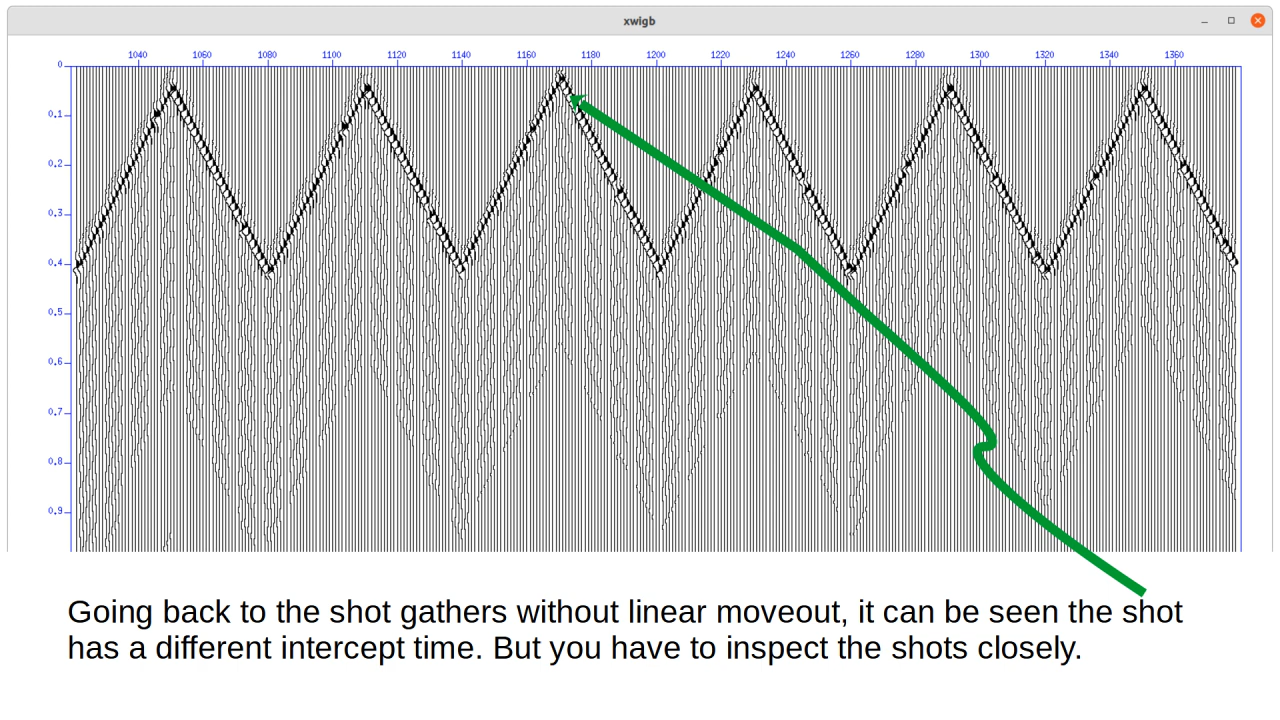 xwigb
1040 1060 1080 1100 1120 1140 1160 1180 1200 1220 1240 1260 1280 1300 1320 1340 1360
0
0.1
0.2
0.3
0.4
0.5
0.6
0.7
0.8
0.9
Going back to the shot gathers without linear moveout, it can be seen the shot
has a different intercept time. But you have to inspect the shots closely.